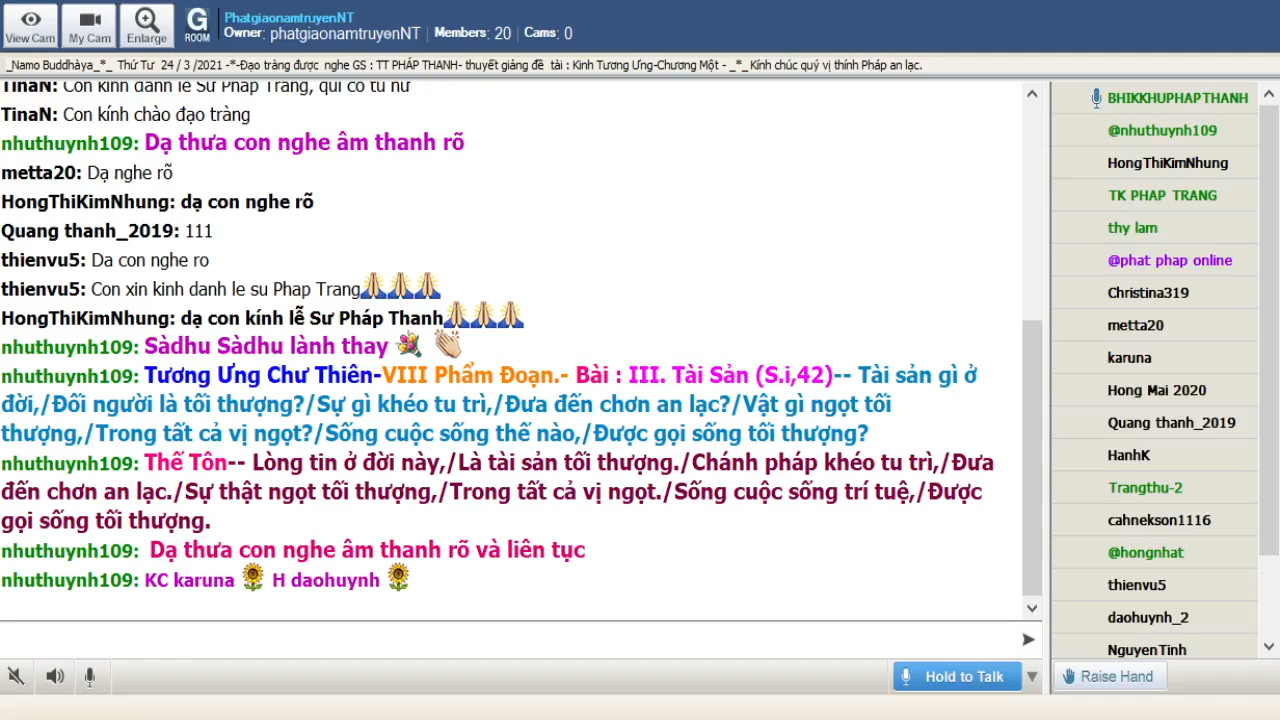 View Cam
My Cam
Enlarge
G
ROOM
PhatgiaonamtruyenNT
Owner: phatgiaonamtruyenNT | Members: 20 | Cams: 0
_Namo Buddhàya_*_ Thứ Tư 24 / 3 /2021 -*-Đạo tràng được nghe GS : TT PHÁP THANH- thuyết giảng đề tài : Kinh Tương Ưng-Chương Một - _*_Kính chúc quý vị thính Pháp an lạc.
TinaN: Con kính đảnh lễ Sư Pháp Trang, quí cô tu nữ
TinaN: Con kính chào đạo tràng
nhuthuynh109: Dạ thưa con nghe âm thanh rõ
metta20: Dạ nghe rõ
HongThiKimNhung: dạ con nghe rõ
Quang thanh_2019: 111
thienvu5: Da con nghe ro
thienvu5: Con xin kinh danh le su Phap Trang
HongThiKimNhung: dạ con kính lễ Sư Pháp Thanh
nhuthuynh109: Sàdhu Sàdhu lành thay
nhuthuynh109: Tương Ưng Chư Thiên-VIII Phẩm Đoạn.- Bài : III. Tài Sản (S.i,42)-- Tài sản gì ở
đời,/Đối người là tối thượng?/Sự gì khéo tu trì,/Đưa đến chơn an lạc?/Vật gì ngọt tối
thượng,/Trong tất cả vị ngọt?/Sống cuộc sống thế nào,/Được gọi sống tối thượng?
nhuthuynh109: Thế Tôn-- Lòng tin ở đời này,/Là tài sản tối thượng./Chánh pháp khéo tu trì,/Đưa
đến chơn an lạc./Sự thật ngọt tối thượng,/Trong tất cả vị ngọt./Sống cuộc sống trí tuệ,/Được
gọi sống tối thượng.
nhuthuynh109: Dạ thưa con nghe âm thanh rõ và liên tục
nhuthuynh109: KC karuna H daohuynh
BHIKKHUPHAPTHANH
@nhuthuynh109
HongThiKimNhung
TK PHAP TRANG
thy lam
@phat phap online
Christina319
metta20
karuna
Hong Mai 2020
Quang thanh_2019
HanhK
Trangthu-2
cahnekson1116
@hongnhat
thienvu5
daohuynh_2
NguyenTinh
Hold to Talk
Raise Hand